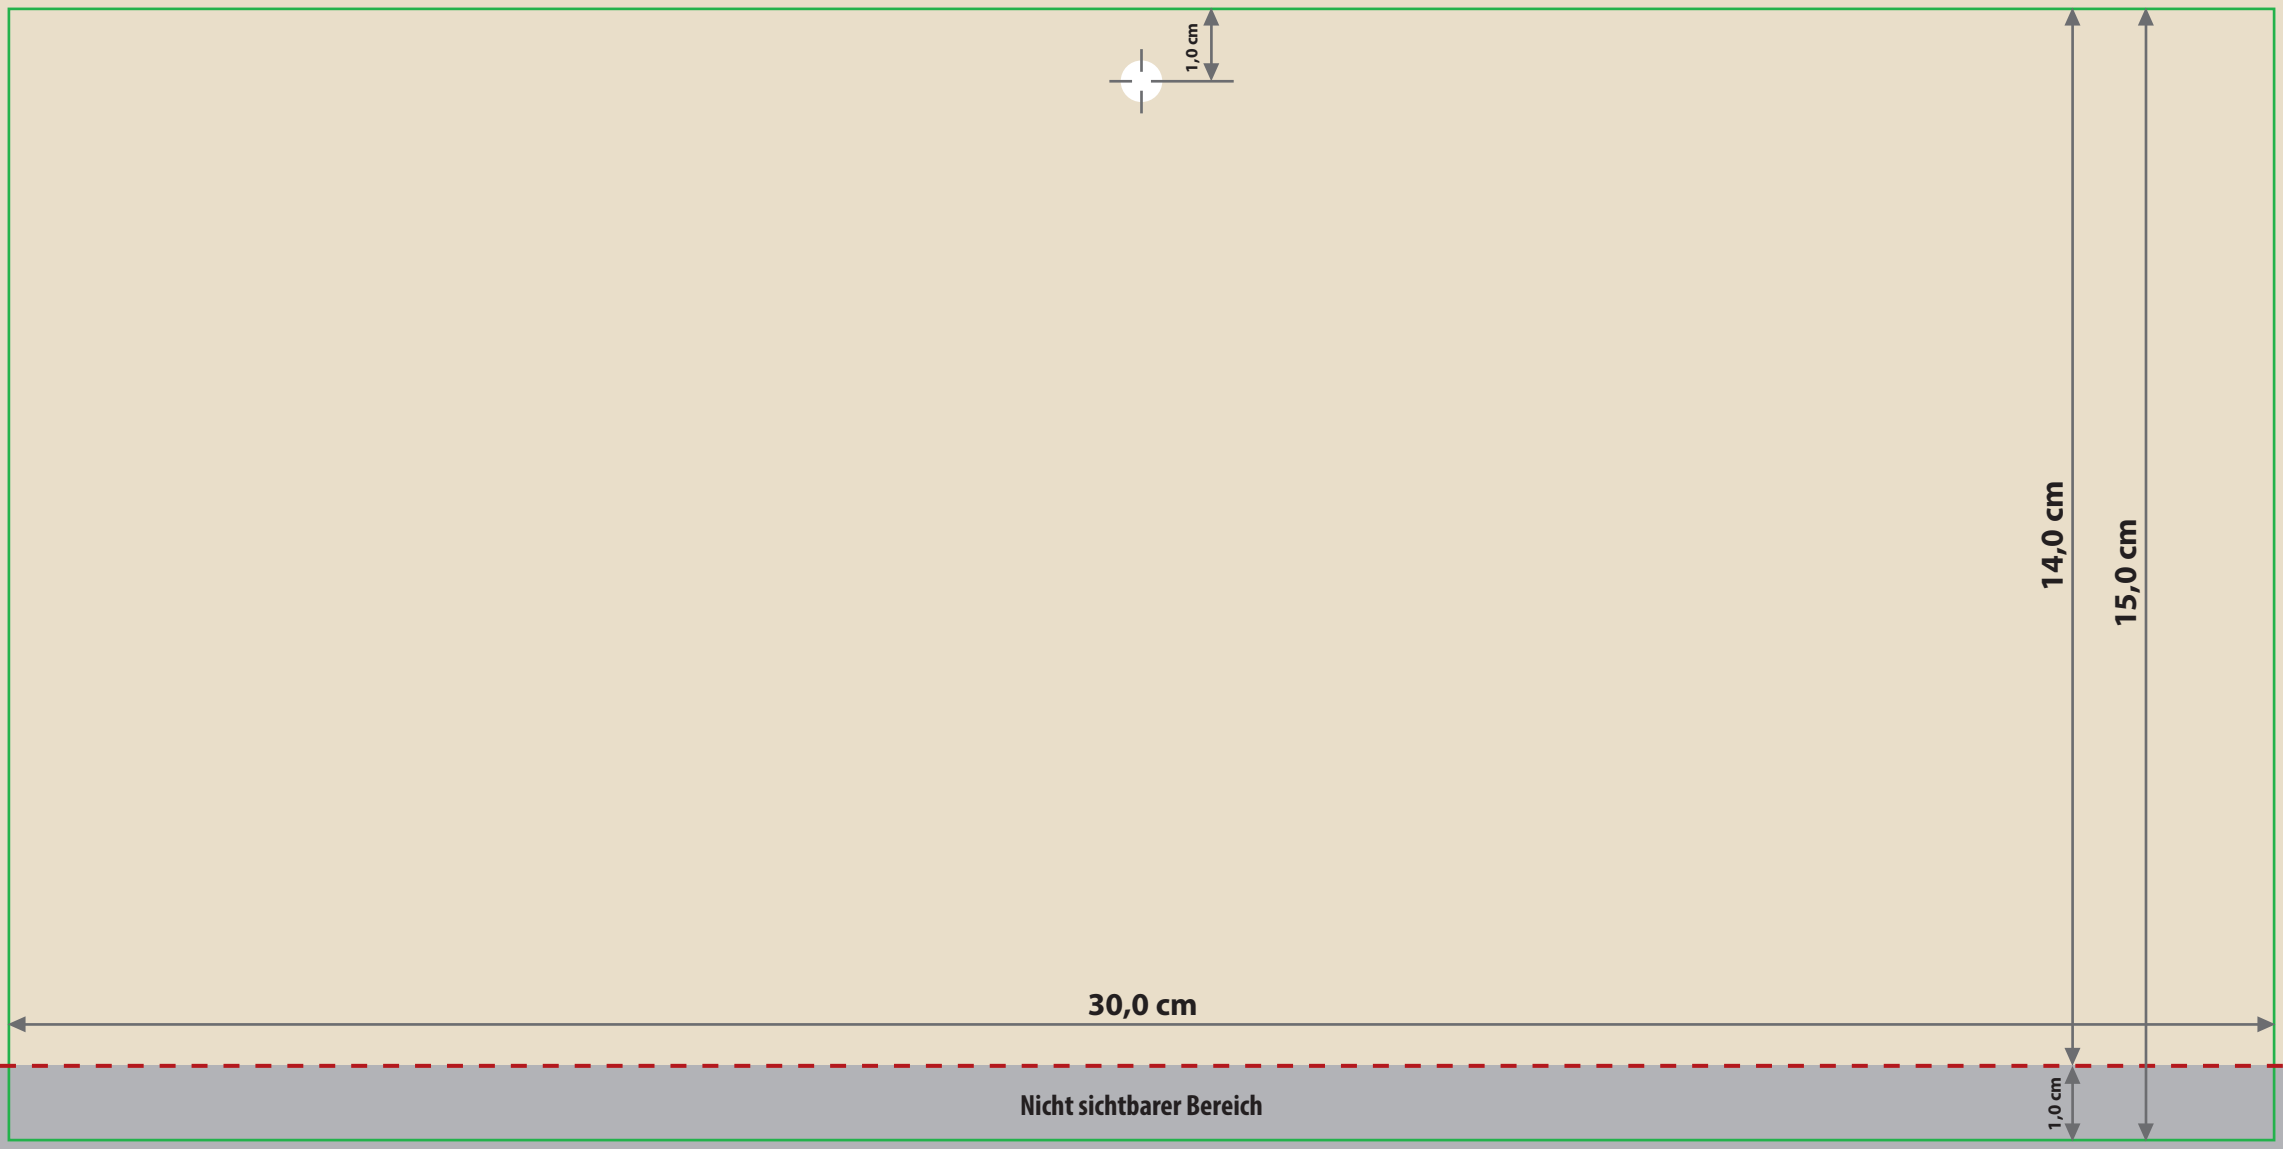 1,0 cm
14,0 cm
15,0 cm
30,0 cm
Nicht sichtbarer Bereich
1,0 cm